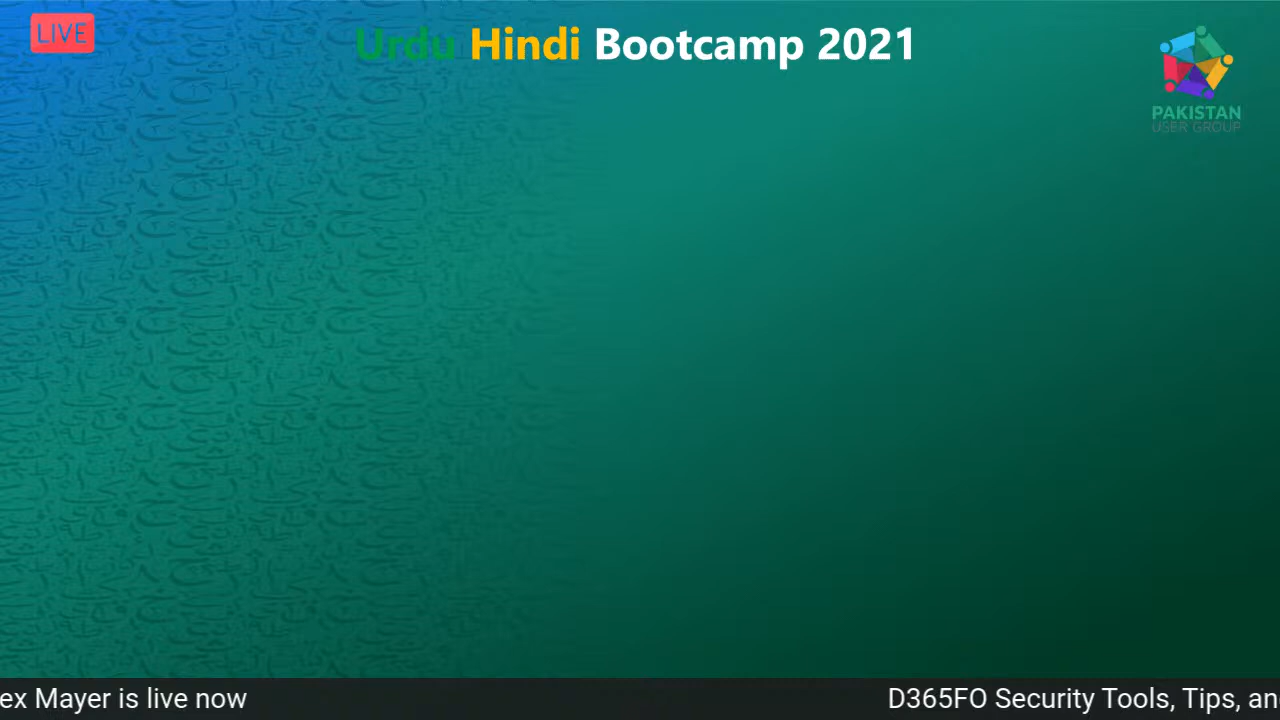 LIVE
Urdu Hindi Bootcamp 2021
PAKISTAN
USER GROUP
ex Mayer is live now
D365FO Security Tools, Tips, an